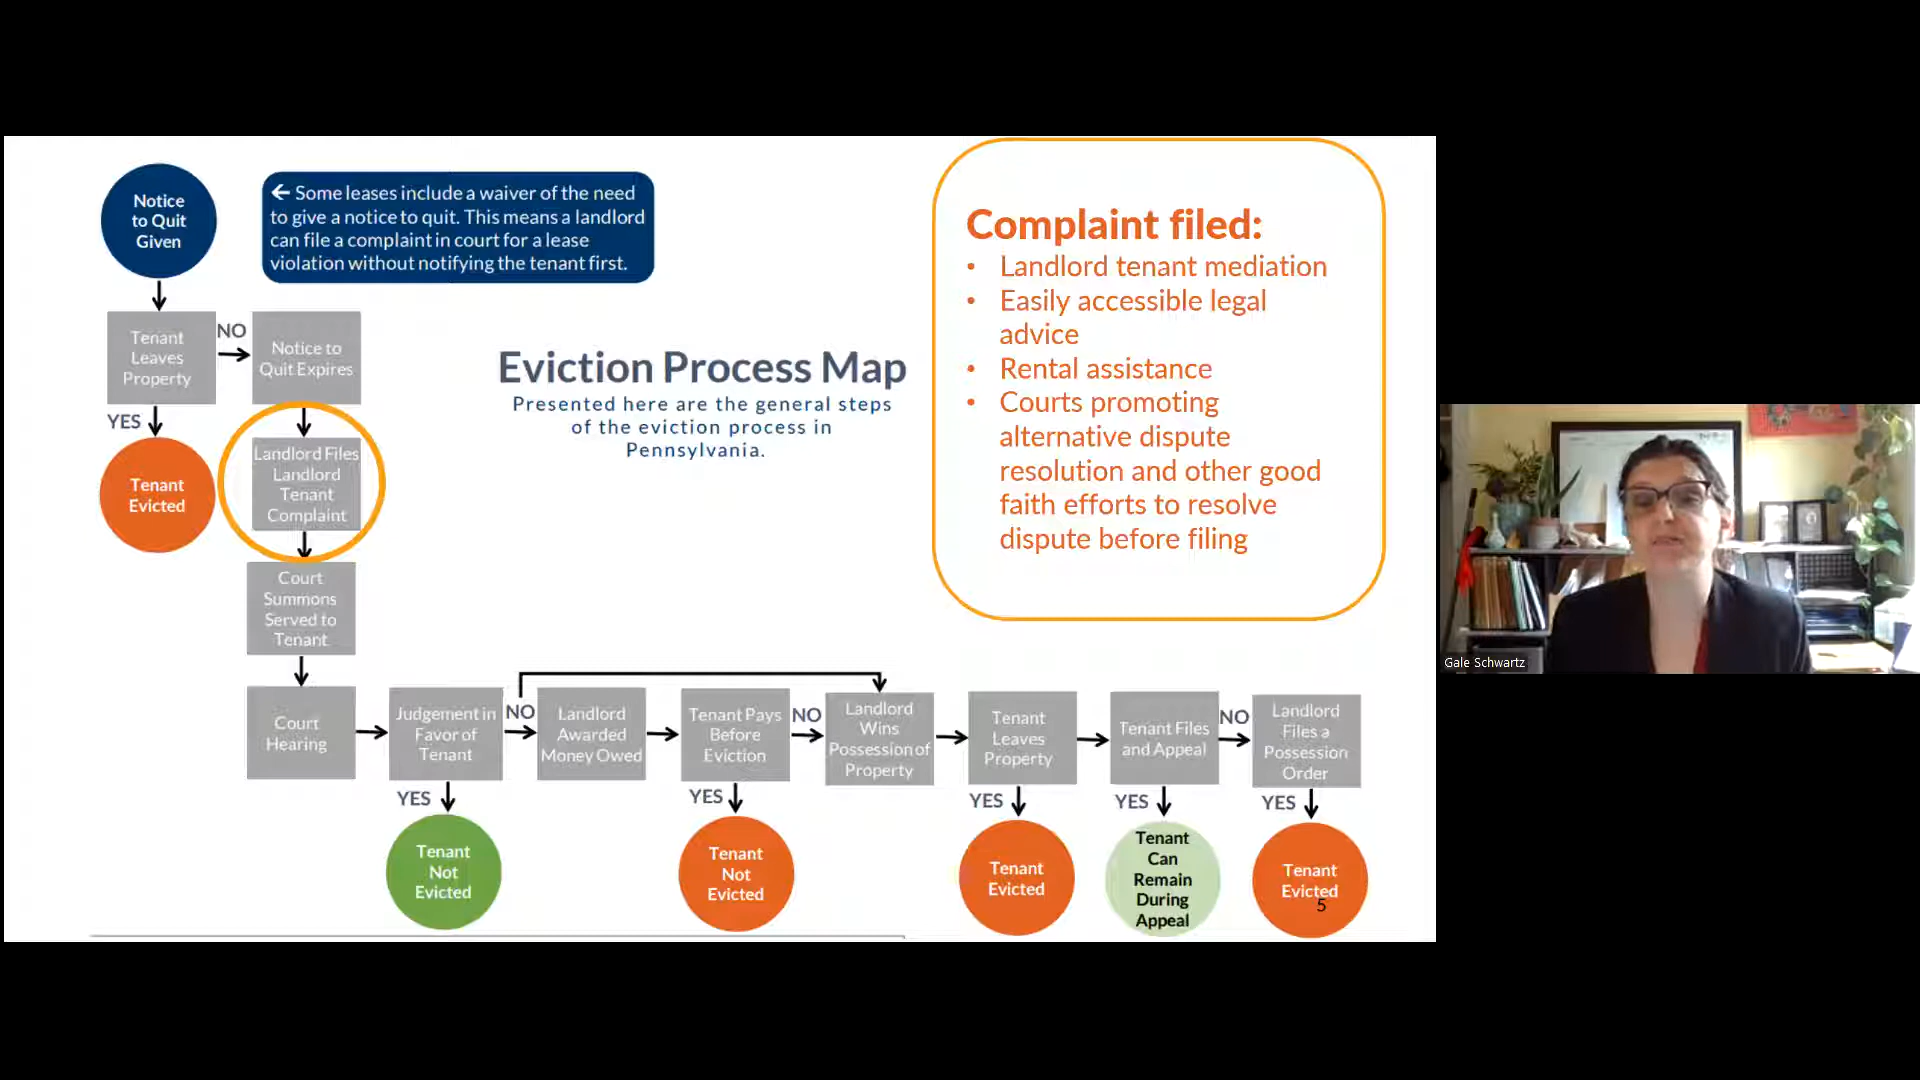 Notice
to Quit
Given
← Some leases include a waiver of the need
to give a notice to quit. This means a landlord
can file a complaint in court for a lease
violation without notifying the tenant first.
Tenant
Leaves
Property
NO
Notice to
Quit Expires
YES
Tenant
Evicted
Landlord Files
Landlord
Tenant
Complaint
Eviction Process Map
Presented here are the general steps
of the eviction process in
Pennsylvania.
Complaint filed:
• Landlord tenant mediation
• Easily accessible legal
advice
• Rental assistance
• Courts promoting
alternative dispute
resolution and other good
faith efforts to resolve
dispute before filing
Court
Summons
Served to
Tenant
Court
Hearing
Judgement in
Favor of
Tenant
NO
Landlord
Awarded
Money Owed
Tenant Pays
Before
Eviction
NO
Landlord
Wins
Possession of
Property
Tenant
Leaves
Property
Tenant Files
and Appeal
NO
Landlord
Files a
Possession
Order
YES
Tenant
Not
Evicted
YES
Tenant
Not
Evicted
YES
Tenant
Evicted
YES
Tenant
Can
Remain
During
Appeal
YES
Tenant
Evicted
5
Gale Schwartz